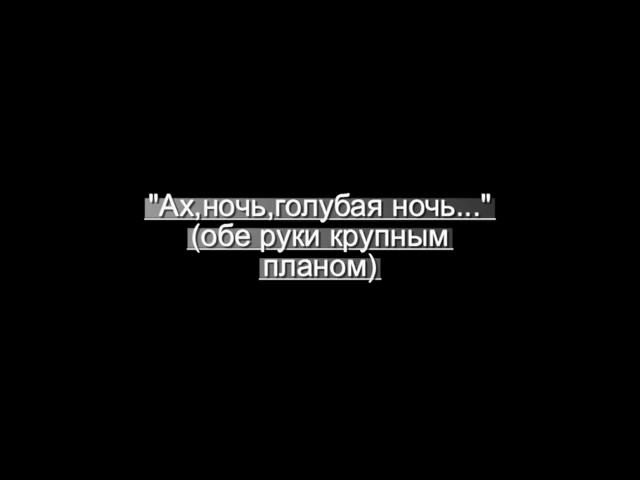 "Ах,ночь,голубая ночь..."
(обе руки крупным
планом)